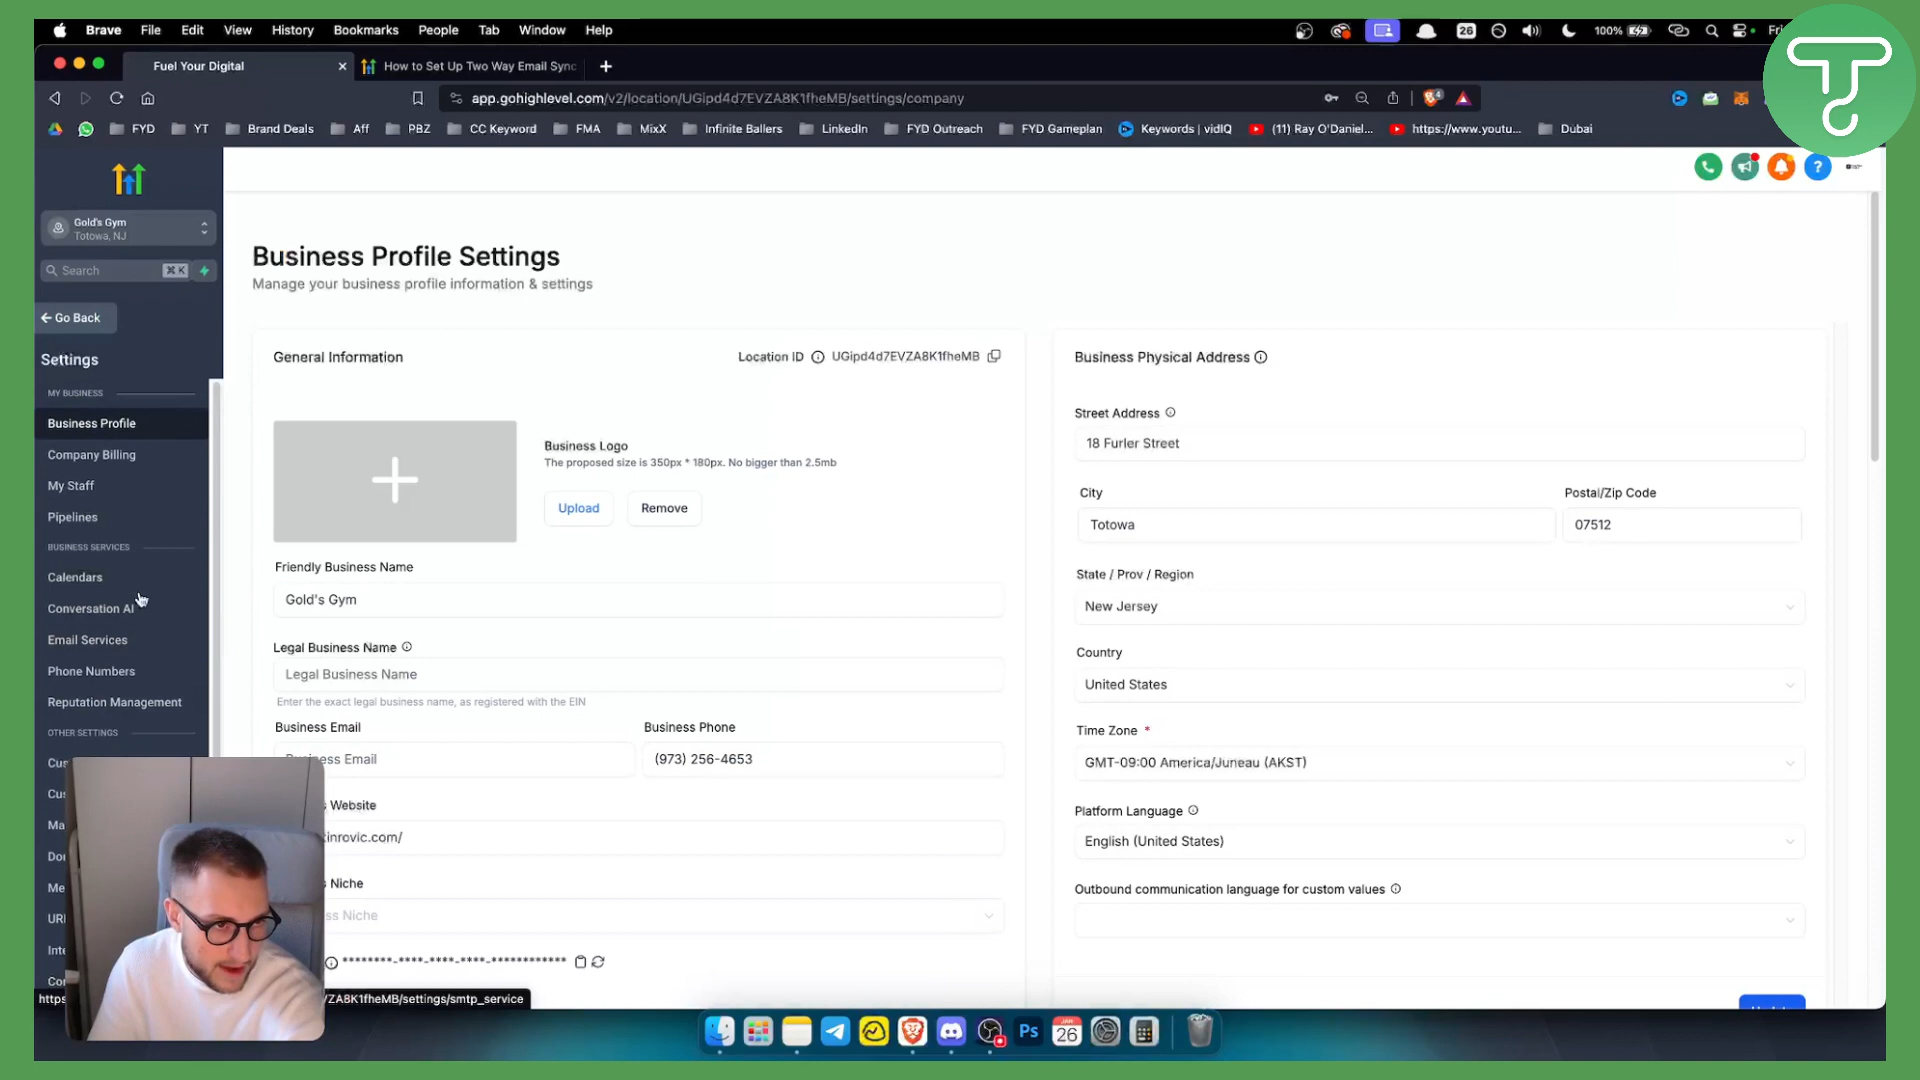 Brave File Edit View History Bookmarks People Tab Window Help
26
100%
Fuel Your Digital
How to Set Up Two Way Email Sync
app.gohighlevel.com/v2/location/UGipd4d7EVZA8K1fheMB/settings/company
FYD YT Brand Deals Aff PBZ CC Keyword FMA MixX Infinite Ballers LinkedIn FYD Outreach FYD Gameplan Keywords | vidIQ (11) Ray O'Daniel... https://www.youtu... Dubai
Gold's Gym
Totowa, NJ
Search ⌘ K
Go Back
Settings
MY BUSINESS
Business Profile
Company Billing
My Staff
Pipelines
BUSINESS SERVICES
Calendars
Conversation AI
Email Services
Phone Numbers
Reputation Management
OTHER SETTINGS
Business Profile Settings
Manage your business profile information & settings
General Information
Location ID UGipd4d7EVZA8K1fheMB
Business Logo
The proposed size is 350px * 180px. No bigger than 2.5mb
Upload Remove
Friendly Business Name
Gold's Gym
Legal Business Name
Legal Business Name
Enter the exact legal business name, as registered with the EIN
Business Email Business Phone
Email (973) 256-4653
Website
inrovic.com/
Niche
ss Niche
********-****-****-****-************
Business Physical Address
Street Address
18 Furler Street
City Postal/Zip Code
Totowa 07512
State / Prov / Region
New Jersey
Country
United States
Time Zone *
GMT-09:00 America/Juneau (AKST)
Platform Language
English (United States)
Outbound communication language for custom values
https
ZA8K1fheMB/settings/smtp_service
Ps
JAN
26